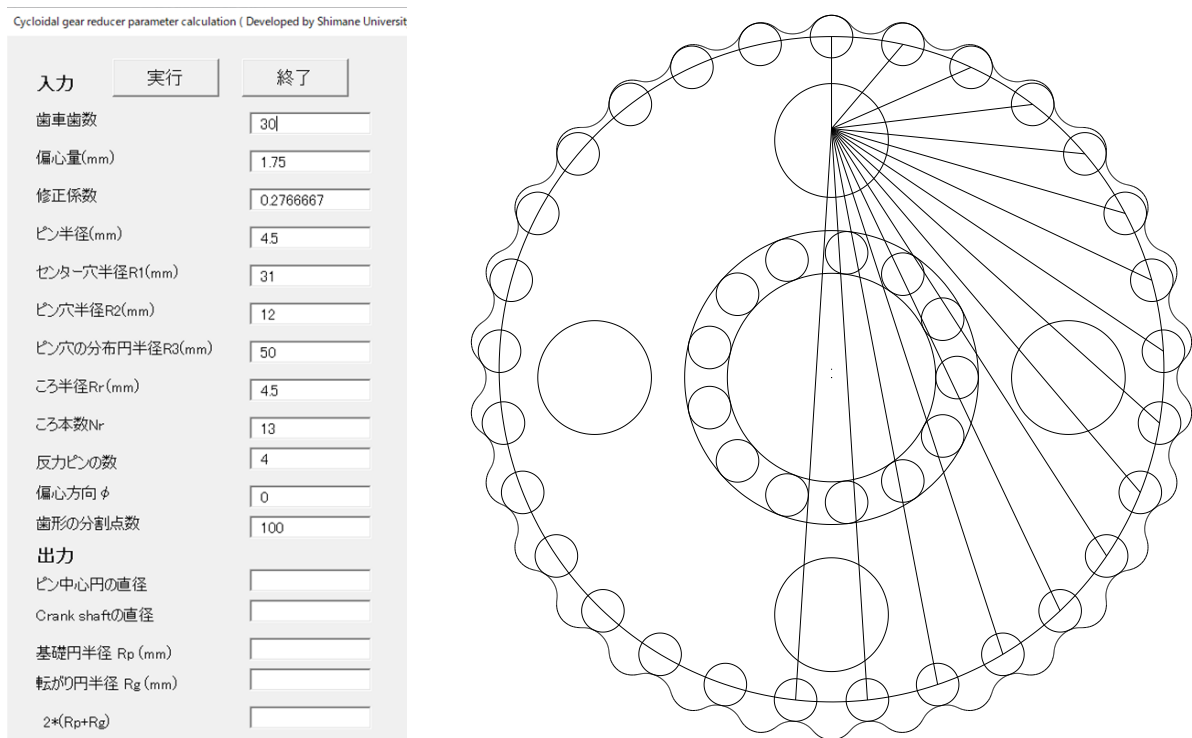 Cycloidal gear reducer parameter calculation ( Developed by Shimane Universit
入力 実行 終了
歯車歯数 30
偏心量(mm) 1.75
修正係数 0.2766667
ピン半径(mm) 4.5
センター穴半径R1(mm) 31
ピン穴半径R2(mm) 12
ピン穴の分布円半径R3(mm) 50
ころ半径Rr(mm) 4.5
ころ本数Nr 13
反力ピンの数 4
偏心方向φ 0
歯形の分割点数 100
出力
ピン中心円の直径
Crank shaftの直径
基礎円半径 Rp (mm)
転がり円半径 Rg (mm)
2*(Rp+Rg)